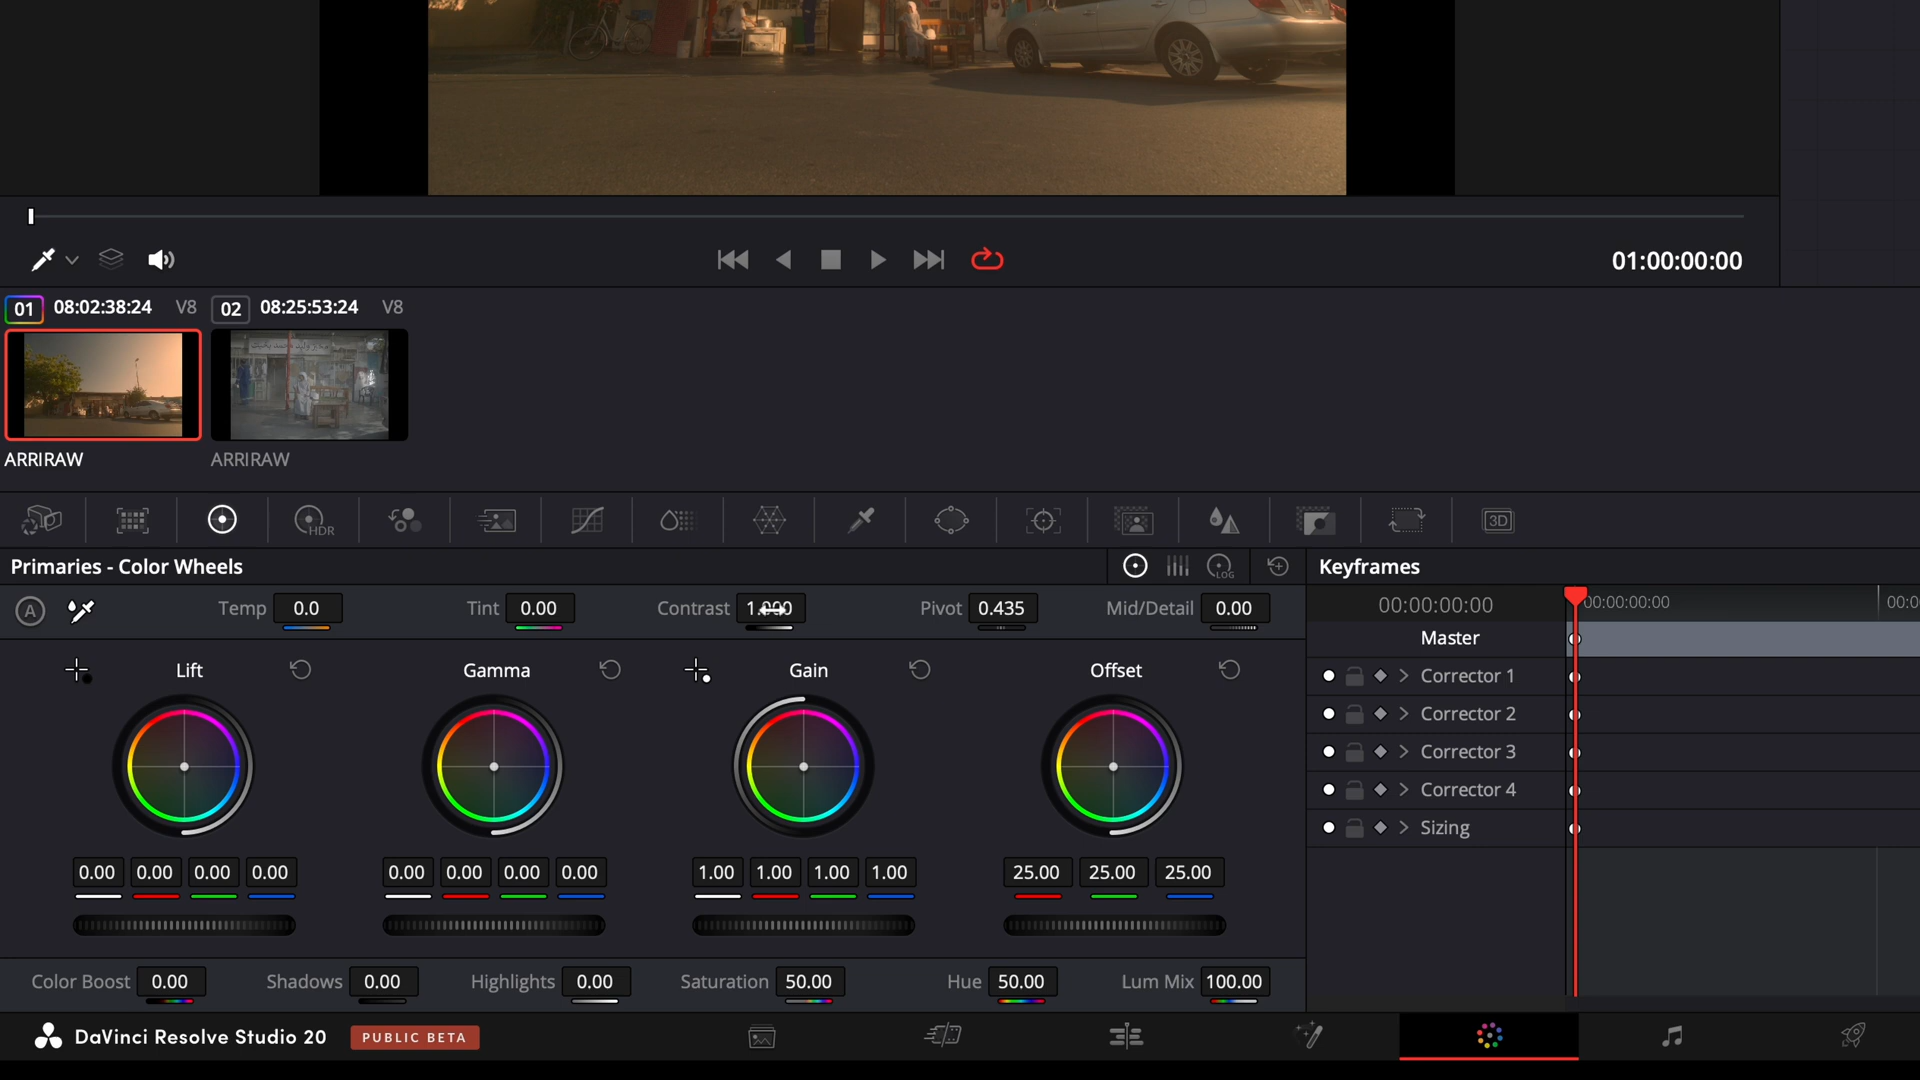 01:00:00:00
01 08:02:38:24 V8 02 08:25:53:24 V8
ARRIRAW ARRIRAW
HDR 3D
Primaries - Color Wheels LOG Keyframes
A Temp 0.0 Tint 0.00 Contrast 1.000 Pivot 0.435 Mid/Detail 0.00 00:00:00:00 00:00:00:00 00:0
Master
Lift Gamma Gain Offset Corrector 1
Corrector 2
Corrector 3
Corrector 4
Sizing
0.00 0.00 0.00 0.00 0.00 0.00 0.00 0.00 1.00 1.00 1.00 1.00 25.00 25.00 25.00
Color Boost 0.00 Shadows 0.00 Highlights 0.00 Saturation 50.00 Hue 50.00 Lum Mix 100.00
DaVinci Resolve Studio 20 PUBLIC BETA